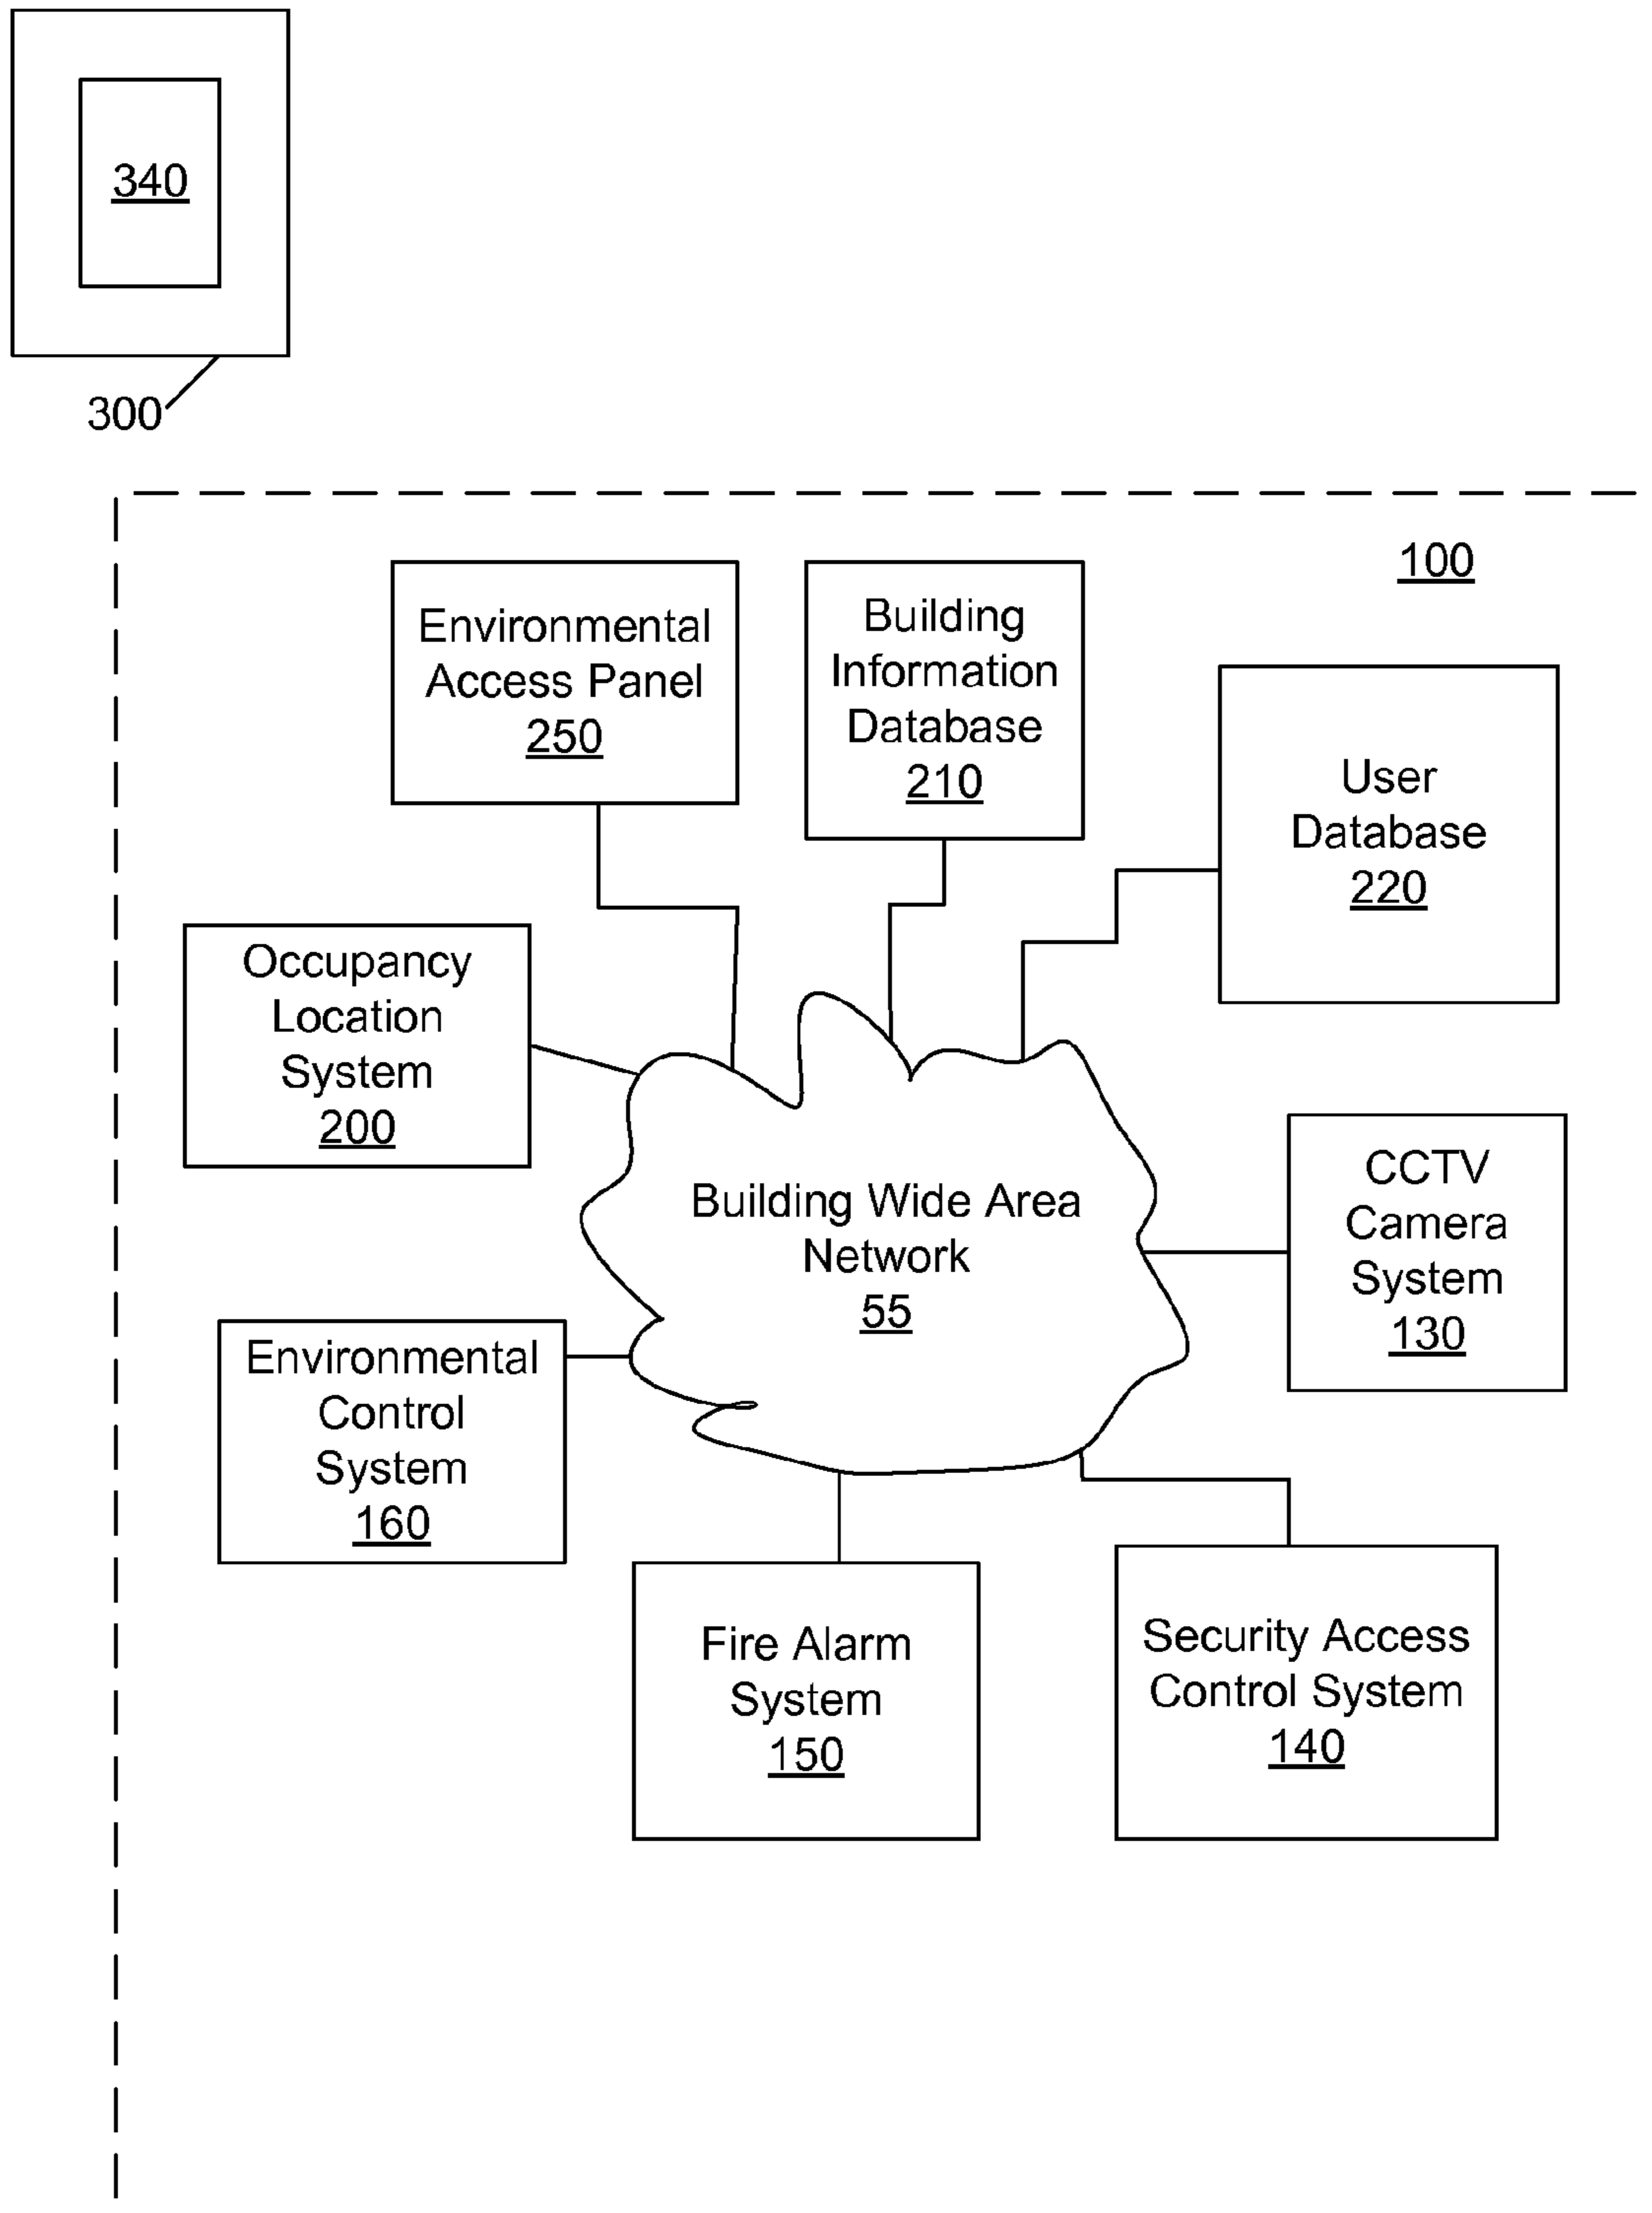 340
300
100
Environmental
Access Panel
250
Building
Information
Database
210
User
Database
220
Occupancy
Location
System
200
Building Wide Area
Network
55
CCTV
Camera
System
130
Environmental
Control
System
160
Fire Alarm
System
150
Security Access
Control System
140